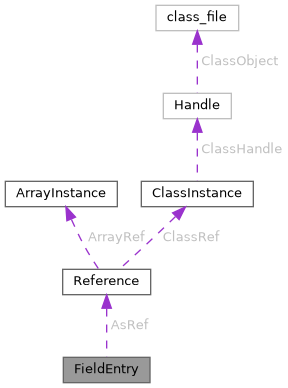 class_file
ClassObject
Handle
ClassHandle
ArrayInstance ClassInstance
ArrayRef ClassRef
Reference
AsRef
FieldEntry